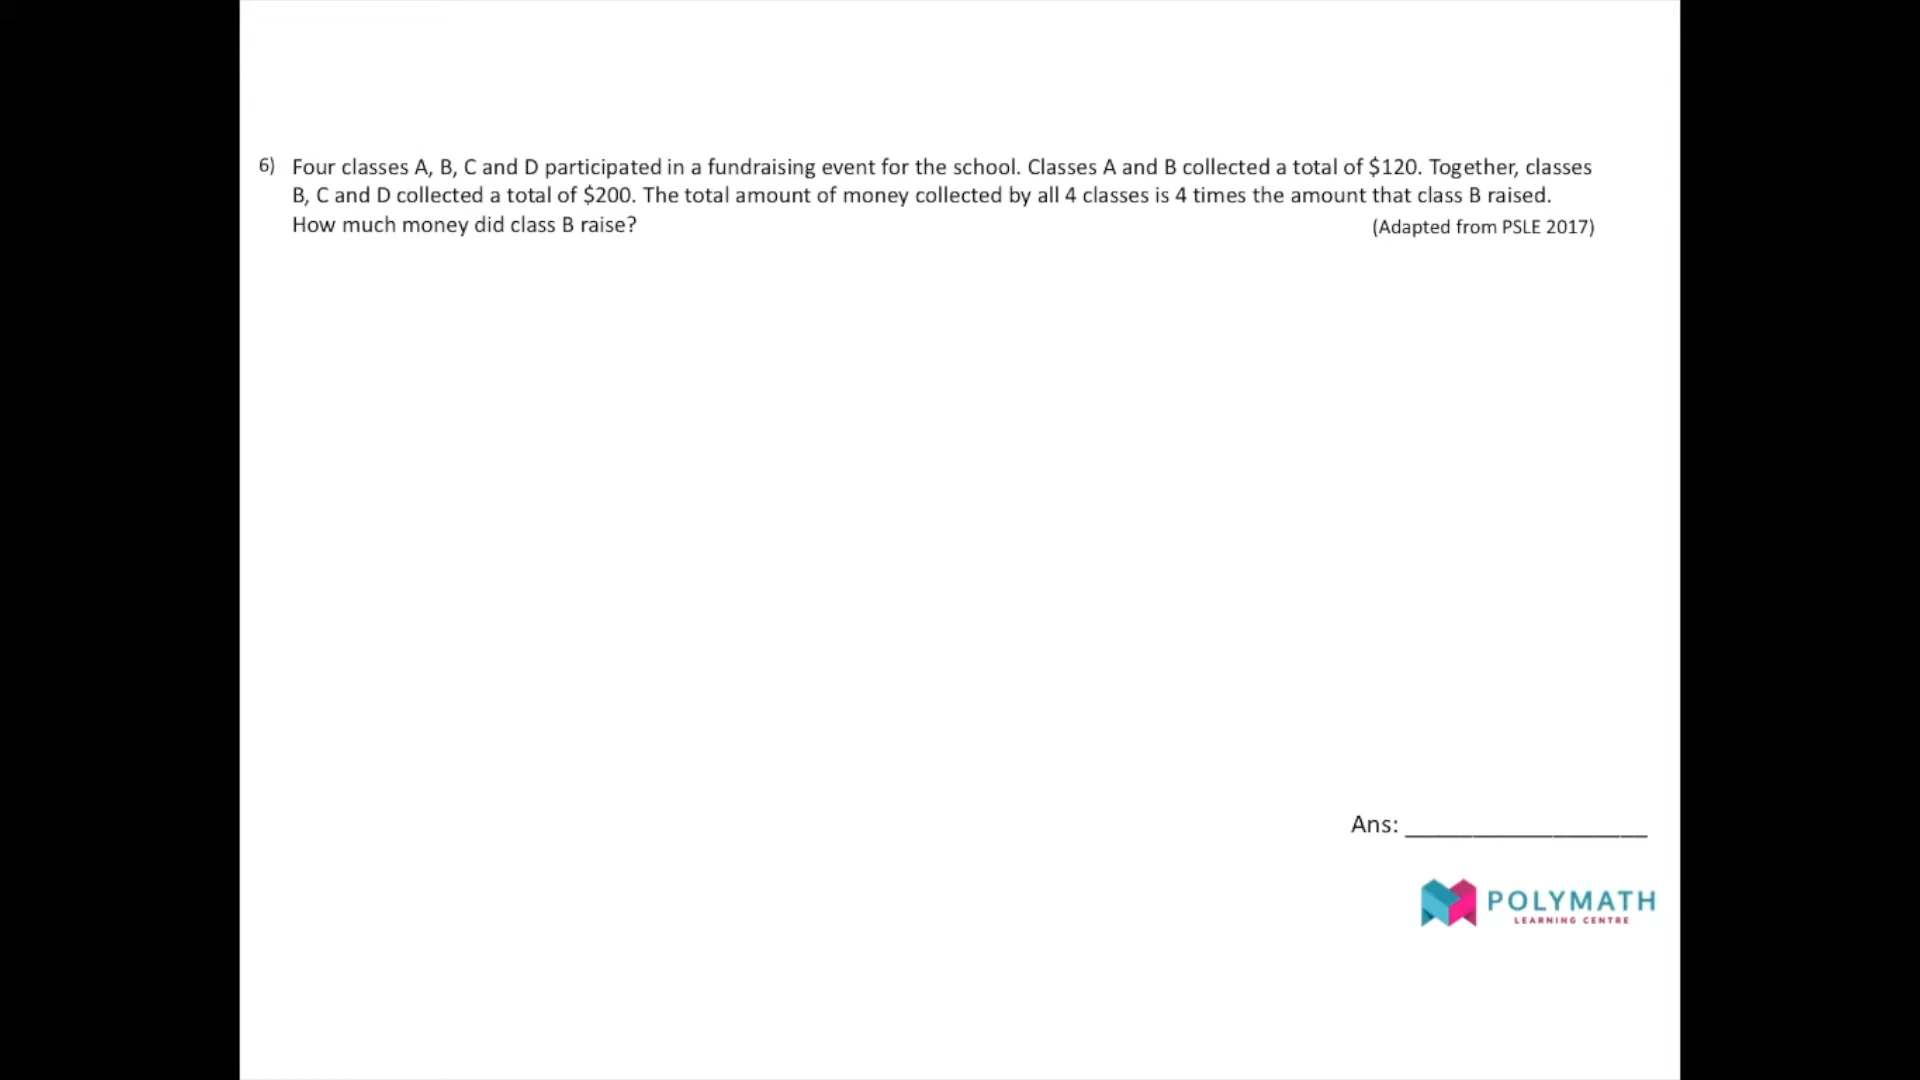 6) Four classes A, B, C and D participated in a fundraising event for the school. Classes A and B collected a total of $120. Together, classes
B, C and D collected a total of $200. The total amount of money collected by all 4 classes is 4 times the amount that class B raised.
How much money did class B raise? (Adapted from PSLE 2017)
Ans: ____________________
POLYMATH
LEARNING CENTRE